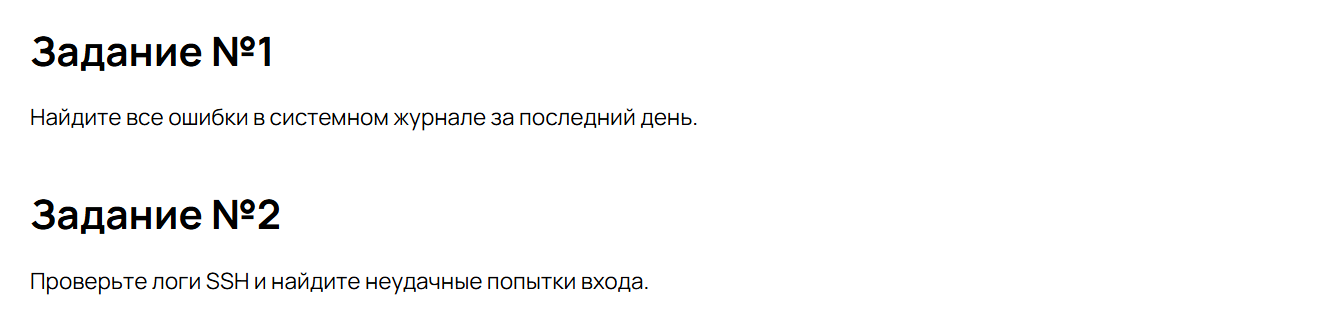 Задание №1
Найдите все ошибки в системном журнале за последний день.
Задание №2
Проверьте логи SSH и найдите неудачные попытки входа.